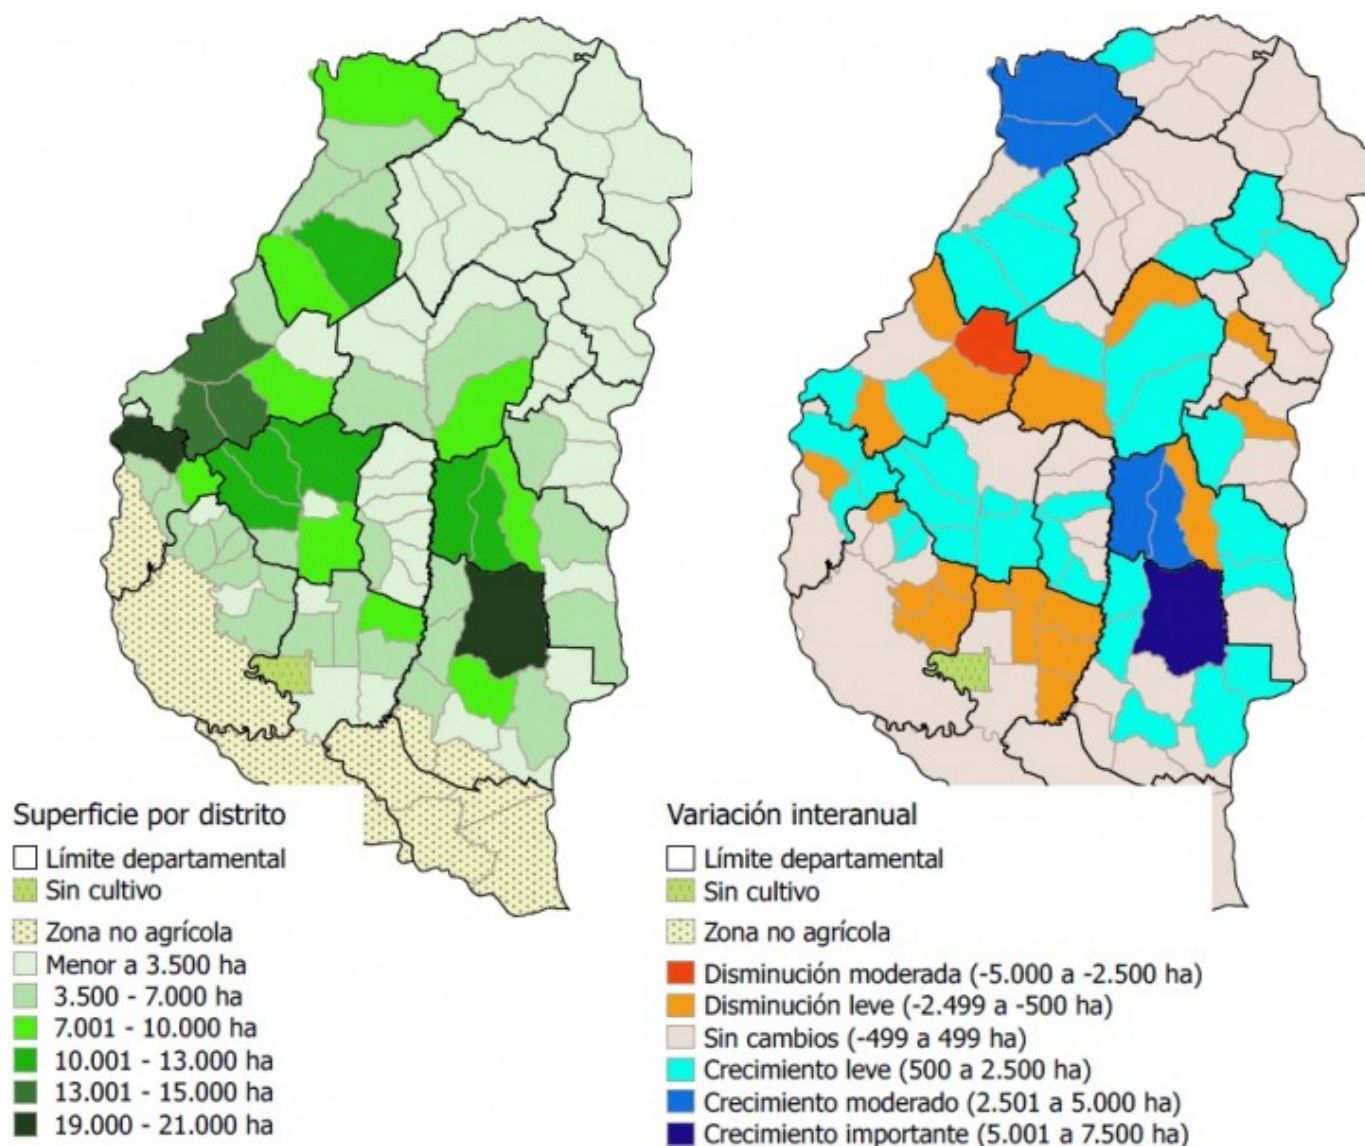 Superficie por distrito
Límite departamental
Sin cultivo
Zona no agrícola
Menor a 3.500 ha
3.500 - 7.000 ha
7.001 - 10.000 ha
10.001 - 13.000 ha
13.001 - 15.000 ha
19.000 - 21.000 ha
Variación interanual
Límite departamental
Sin cultivo
Zona no agrícola
Disminución moderada (-5.000 a -2.500 ha)
Disminución leve (-2.499 a -500 ha)
Sin cambios (-499 a 499 ha)
Crecimiento leve (500 a 2.500 ha)
Crecimiento moderado (2.501 a 5.000 ha)
Crecimiento importante (5.001 a 7.500 ha)